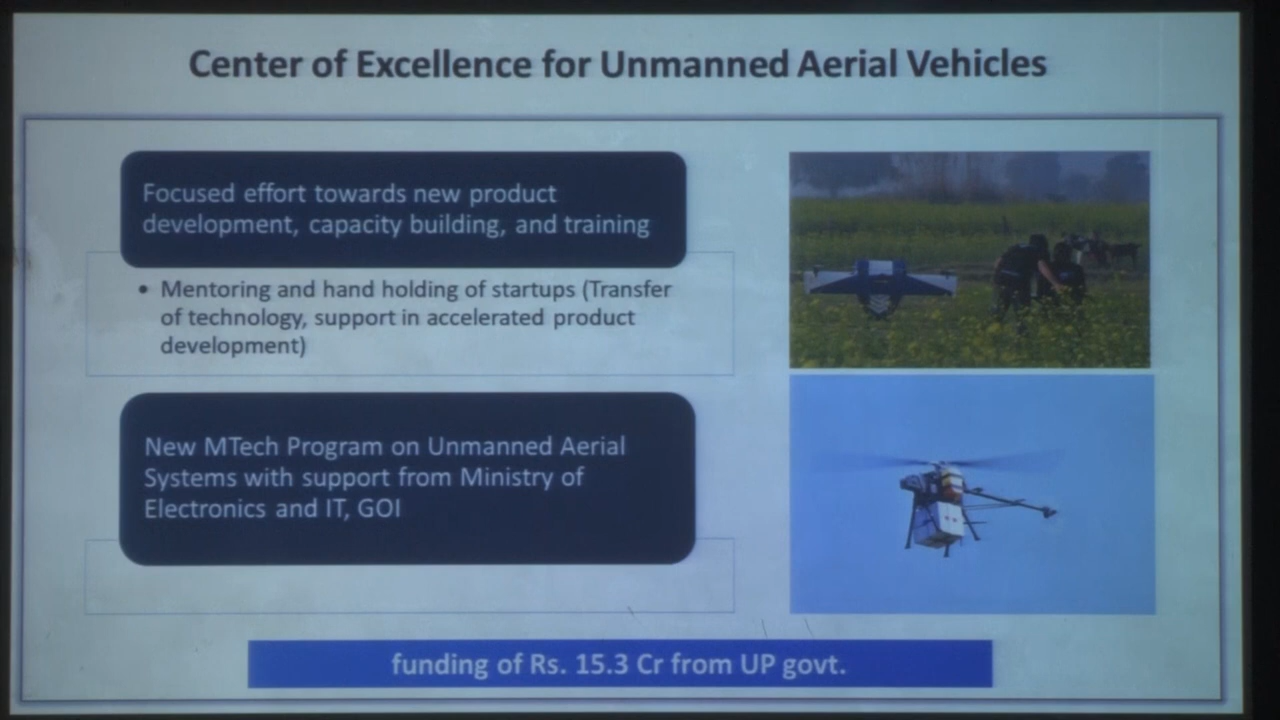 Center of Excellence for Unmanned Aerial Vehicles
Focused effort towards new product
development, capacity building, and training
• Mentoring and hand holding of startups (Transfer
of technology, support in accelerated product
development)
New MTech Program on Unmanned Aerial
Systems with support from Ministry of
Electronics and IT, GOI
funding of Rs. 15.3 Cr from UP govt.